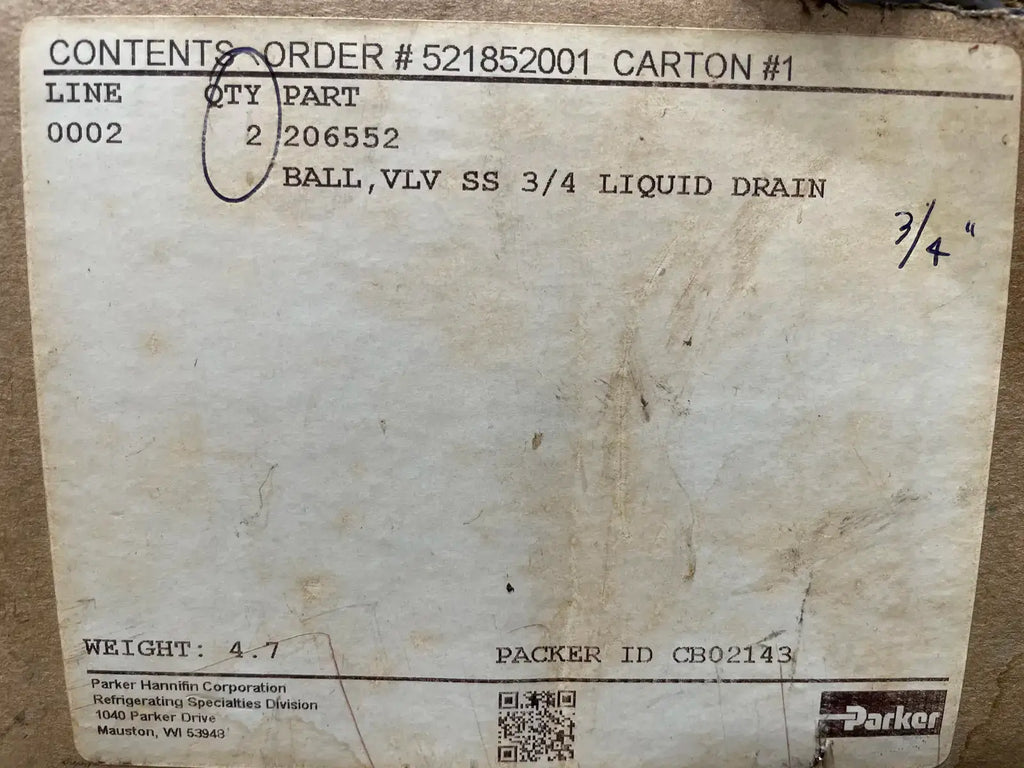 CONTENTS ORDER # 521852001 CARTON #1
LINE QTY PART
0002 2 206552
BALL,VLV SS 3/4 LIQUID DRAIN
3/4"
WEIGHT: 4.7 PACKER ID CB02143
Parker Hannifin Corporation
Refrigerating Specialties Division
1040 Parker Drive
Mauston, WI 53948
Parker